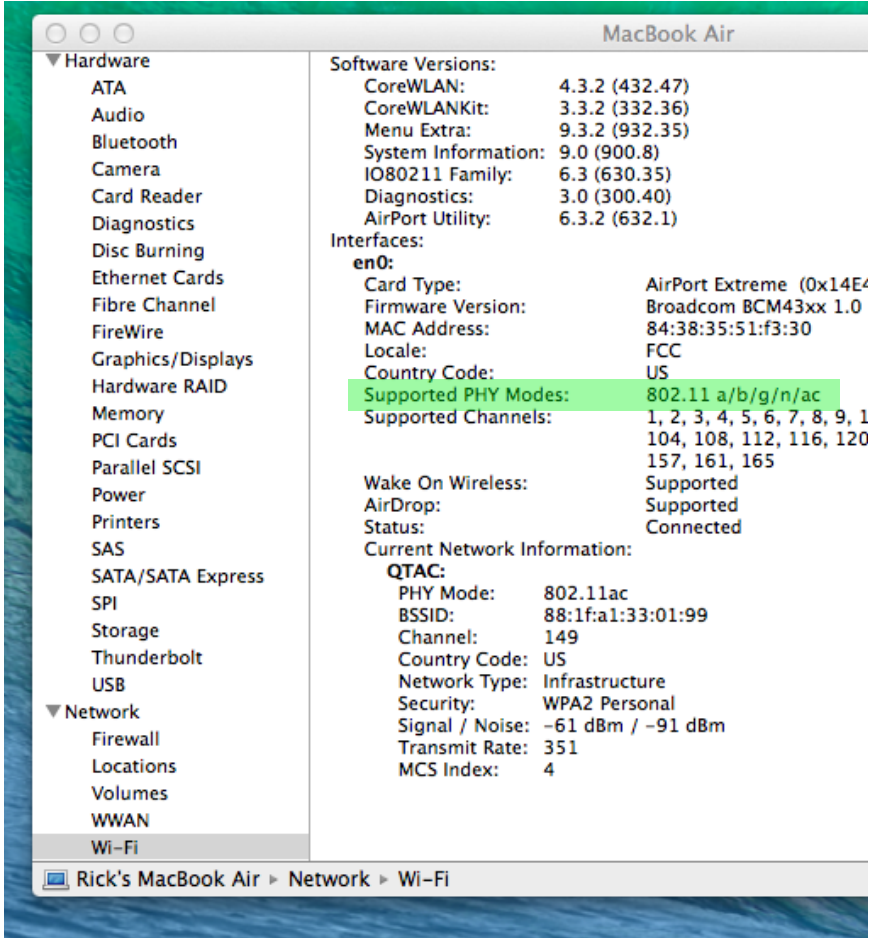 MacBook Air
Hardware
ATA
Audio
Bluetooth
Camera
Card Reader
Diagnostics
Disc Burning
Ethernet Cards
Fibre Channel
FireWire
Graphics/Displays
Hardware RAID
Memory
PCI Cards
Parallel SCSI
Power
Printers
SAS
SATA/SATA Express
SPI
Storage
Thunderbolt
USB
Network
Firewall
Locations
Volumes
WWAN
Wi-Fi
Software Versions:
CoreWLAN: 4.3.2 (432.47)
CoreWLANKit: 3.3.2 (332.36)
Menu Extra: 9.3.2 (932.35)
System Information: 9.0 (900.8)
IO80211 Family: 6.3 (630.35)
Diagnostics: 3.0 (300.40)
AirPort Utility: 6.3.2 (632.1)
Interfaces:
en0:
Card Type: AirPort Extreme (0x14E4
Firmware Version: Broadcom BCM43xx 1.0
MAC Address: 84:38:35:51:f3:30
Locale: FCC
Country Code: US
Supported PHY Modes: 802.11 a/b/g/n/ac
Supported Channels: 1, 2, 3, 4, 5, 6, 7, 8, 9, 1
104, 108, 112, 116, 120
157, 161, 165
Wake On Wireless: Supported
AirDrop: Supported
Status: Connected
Current Network Information:
QTAC:
PHY Mode: 802.11ac
BSSID: 88:1f:a1:33:01:99
Channel: 149
Country Code: US
Network Type: Infrastructure
Security: WPA2 Personal
Signal / Noise: -61 dBm / -91 dBm
Transmit Rate: 351
MCS Index: 4
Rick's MacBook Air ▸ Network ▸ Wi-Fi